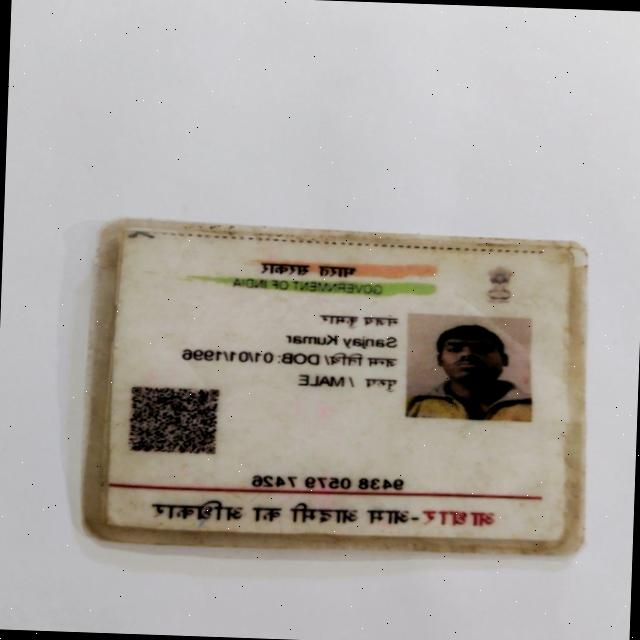 भारत सरकार
GOVERNMENT OF INDIA
संजय कुमार
Sanjay Kumar
जन्म तिथि/DOB: 01/01/1996
पुरुष / MALE
9438 0579 7426
आधार-आम आदमी का अधिकार